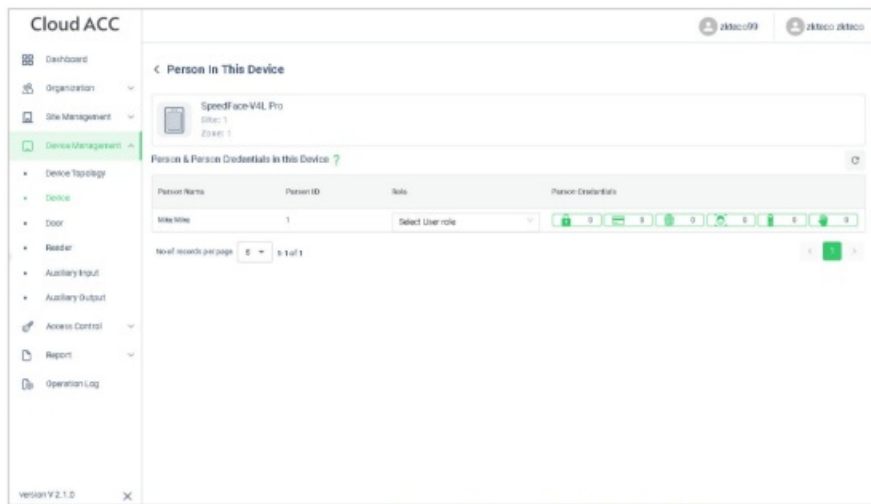 Cloud ACC
zkteco99
zkteco zkteco
Dashboard
Organization
Site Management
Device Management
Device Topology
Device
Door
Reader
Auxiliary Input
Auxiliary Output
Access Control
Report
Operation Log
version V 2.1.0
Person In This Device
SpeedFace-V4L Pro
Site: 1
Zone: 1
Person & Person Credentials in this Device ?
Person Name Person ID Role Person Credentials
Mike Mike 1 Select User role 0 0 0 0 0 0
No of records per page 1-1 of 1 1